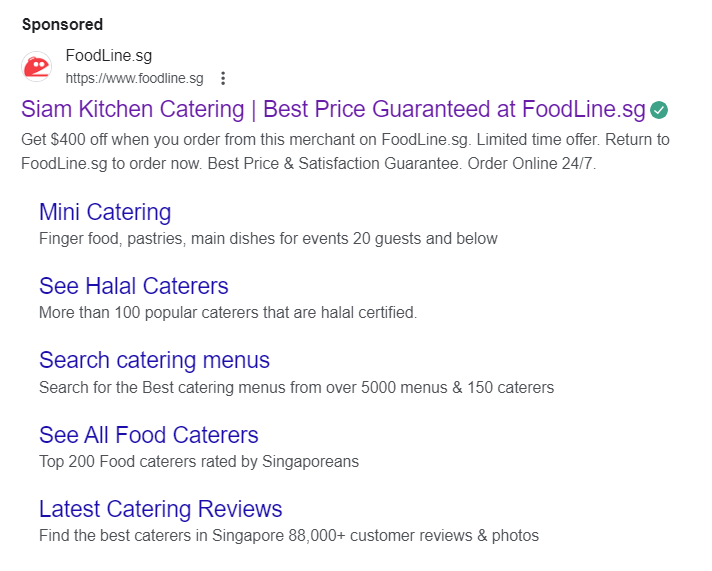 Sponsored
FoodLine.sg
https://www.foodline.sg
Siam Kitchen Catering | Best Price Guaranteed at FoodLine.sg
Get $400 off when you order from this merchant on FoodLine.sg. Limited time offer. Return to
FoodLine.sg to order now. Best Price & Satisfaction Guarantee. Order Online 24/7.
Mini Catering
Finger food, pastries, main dishes for events 20 guests and below
See Halal Caterers
More than 100 popular caterers that are halal certified.
Search catering menus
Search for the Best catering menus from over 5000 menus & 150 caterers
See All Food Caterers
Top 200 Food caterers rated by Singaporeans
Latest Catering Reviews
Find the best caterers in Singapore 88,000+ customer reviews & photos